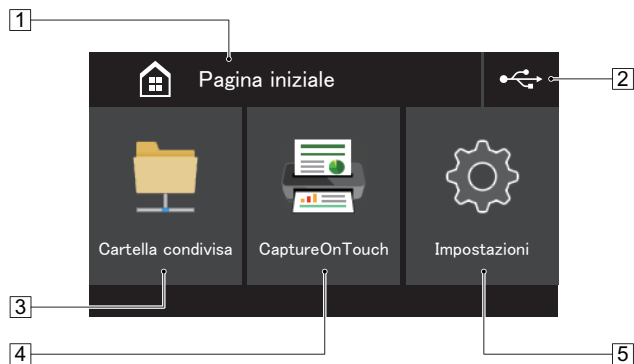 1
Pagina iniziale
2
Cartella condivisa
CaptureOnTouch
Impostazioni
3
4
5